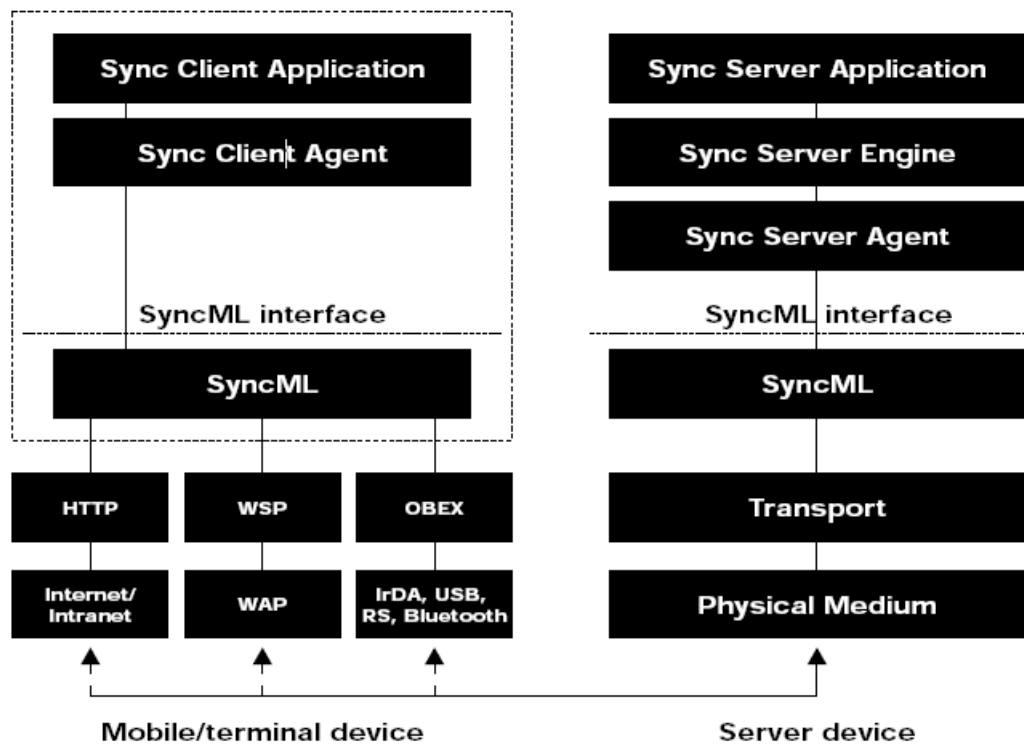 Sync Client Application
Sync Client Agent
SyncML interface
SyncML
HTTP
WSP
OBEX
Internet/
Intranet
WAP
IrDA, USB,
RS, Bluetooth
Mobile/terminal device
Sync Server Application
Sync Server Engine
Sync Server Agent
SyncML interface
SyncML
Transport
Physical Medium
Server device